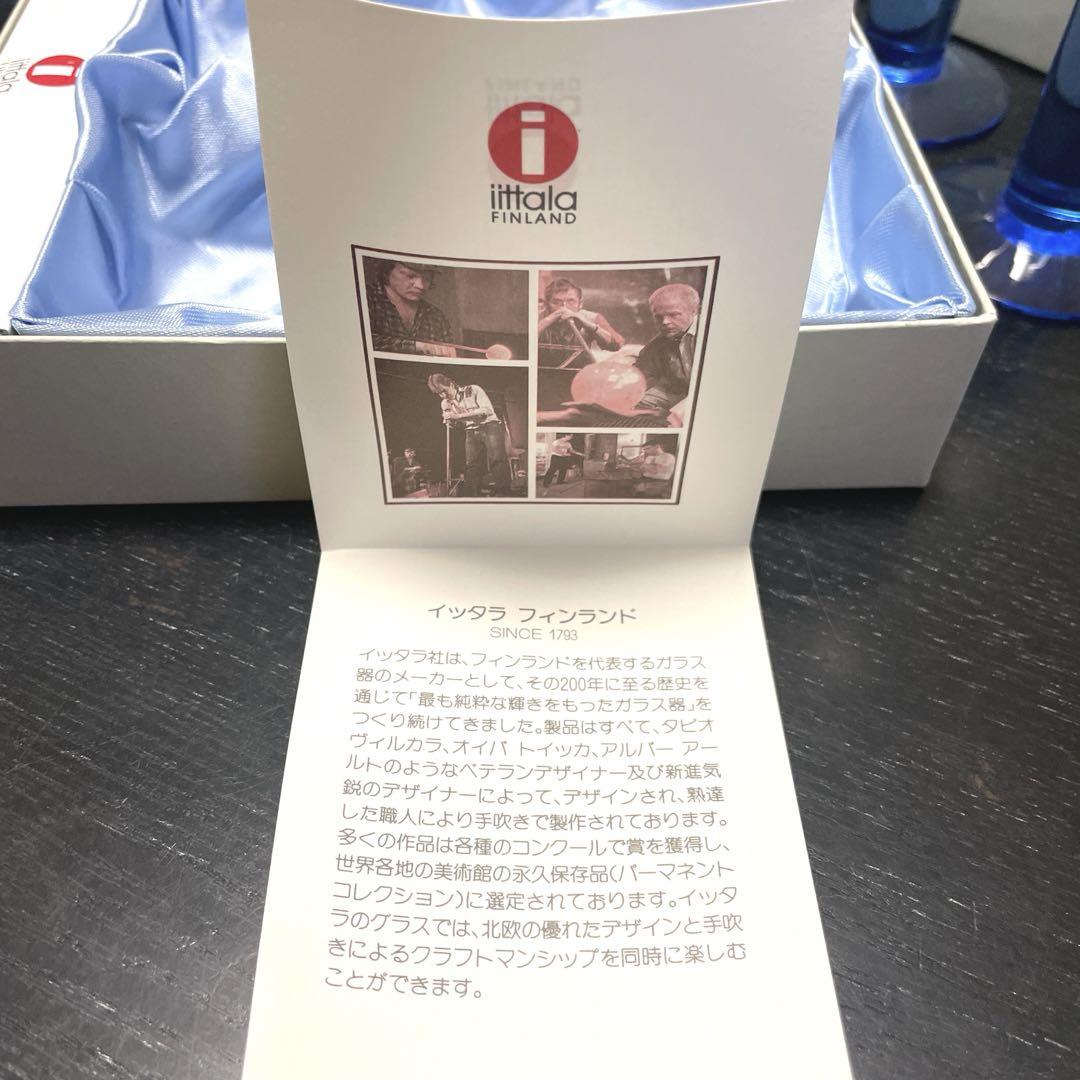 iittala
iittala
FINLAND
イッタラ フィンランド
SINCE 1793
イッタラ社は、フィンランドを代表するガラス
器のメーカーとして、その200年に至る歴史を
通じて「最も純粋な輝きをもったガラス器」を
つくり続けてきました。製品はすべて、タピオ
ヴィルカラ、オイバ トイッカ、アルバー アー
ルトのようなベテランデザイナー及び新進気
鋭のデザイナーによって、デザインされ、熟達
した職人により手吹きで製作されております。
多くの作品は各種のコンクールで賞を獲得し、
世界各地の美術館の永久保存品(パーマネント
コレクション)に選定されております。イッタ
ラのグラスでは、北欧の優れたデザインと手吹
きによるクラフトマンシップを同時に楽しむ
ことができます。